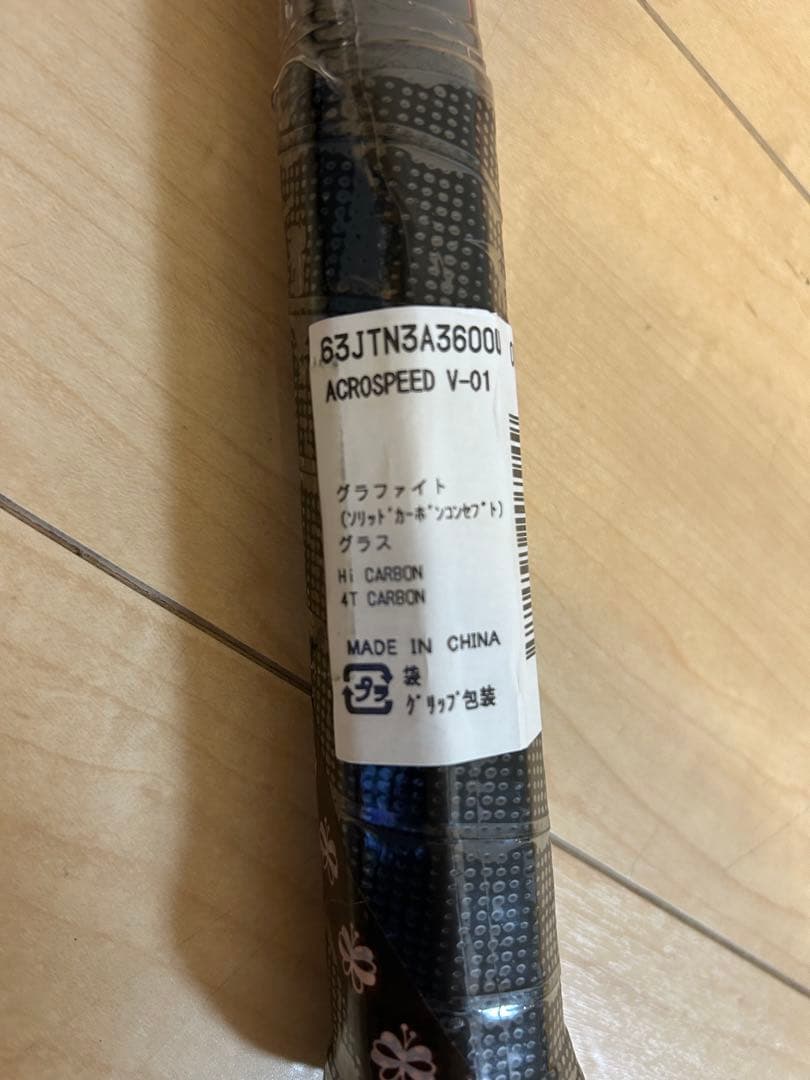 63JTN3A3600U
ACROSPEED V-01
グラファイト
(ソリッドカーボンコンセプト)
グラス
Hi CARBON
4T CARBON
MADE IN CHINA
プラ
袋
グリップ包装